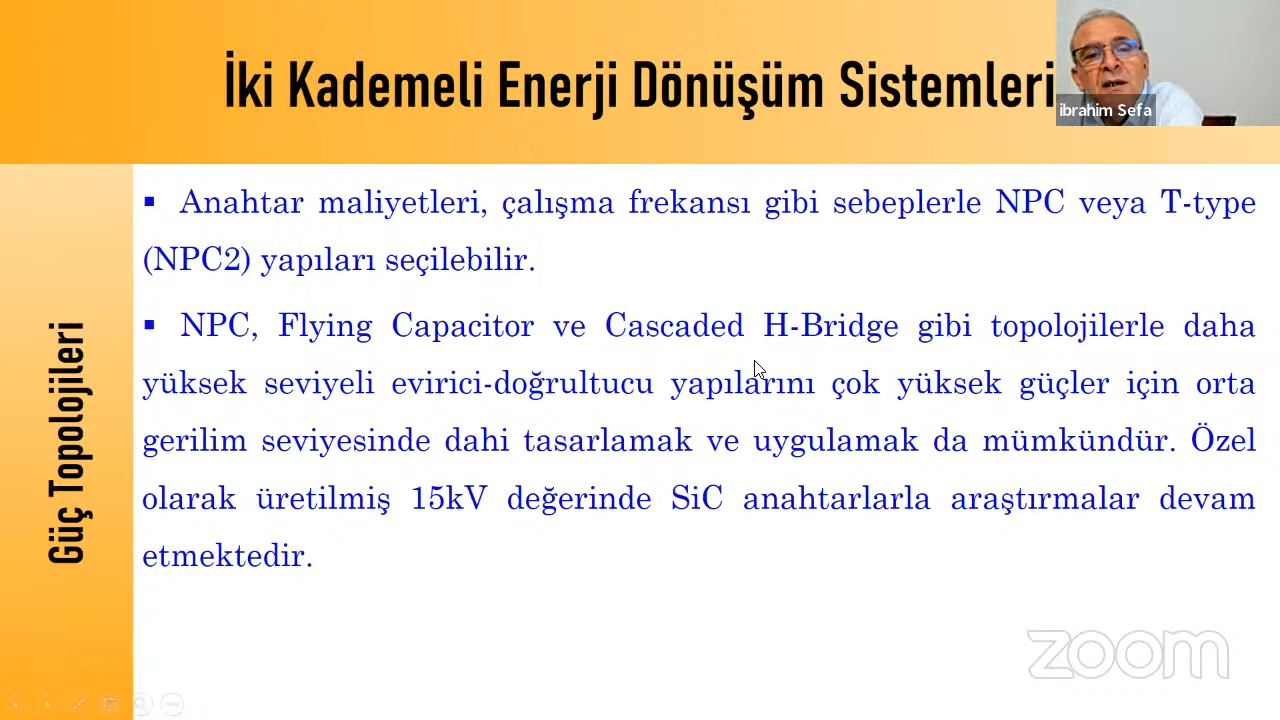 İki Kademeli Enerji Dönüşüm Sistemleri
ibrahim Sefa
Güç Topolojileri
▪ Anahtar maliyetleri, çalışma frekansı gibi sebeplerle NPC veya T-type
(NPC2) yapıları seçilebilir.
▪ NPC, Flying Capacitor ve Cascaded H-Bridge gibi topolojilerle daha
yüksek seviyeli evirici-doğrultucu yapılarını çok yüksek güçler için orta
gerilim seviyesinde dahi tasarlamak ve uygulamak da mümkündür. Özel
olarak üretilmiş 15kV değerinde SiC anahtarlarla araştırmalar devam
etmektedir.
zoom